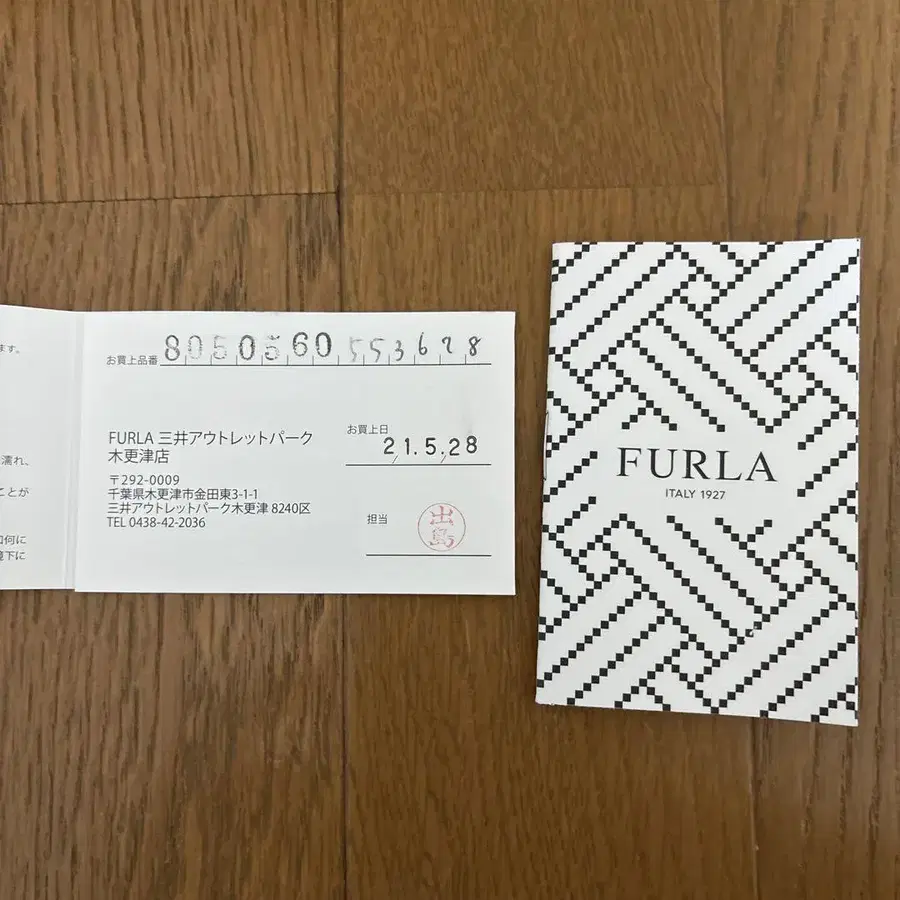 ます。
濡れ、
ことが
如何に
境下に
お買上品番 8050560 553628
FURLA 三井アウトレットパーク
木更津店
〒292-0009
千葉県木更津市金田東3-1-1
三井アウトレットパーク木更津 8240区
TEL 0438-42-2036
お買上日
21.5.28
担当
出島
FURLA
ITALY 1927